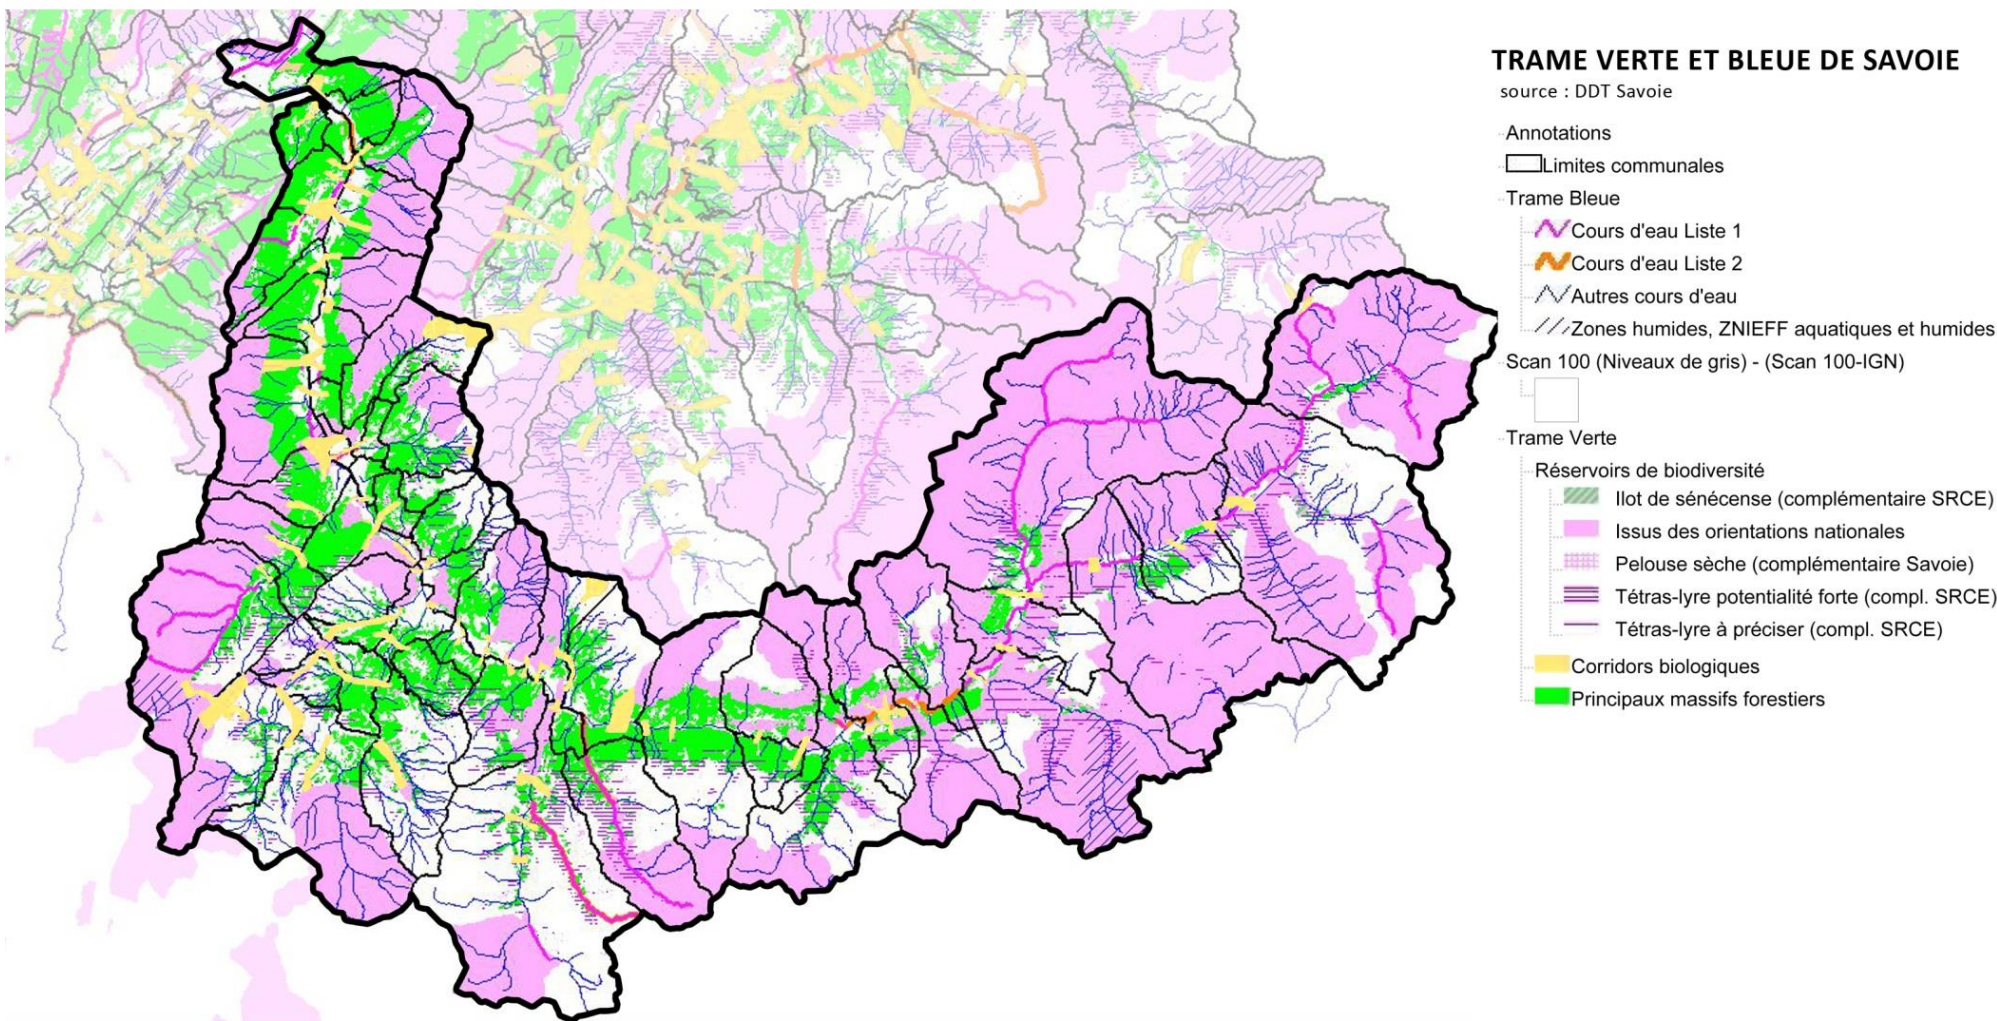 TRAME VERTE ET BLEUE DE SAVOIE
source : DDT Savoie
Annotations
Limites communales
Trame Bleue
Cours d'eau Liste 1
Cours d'eau Liste 2
Autres cours d'eau
Zones humides, ZNIEFF aquatiques et humides
Scan 100 (Niveaux de gris) - (Scan 100-IGN)
Trame Verte
Réservoirs de biodiversité
Ilot de sénécense (complémentaire SRCE)
Issus des orientations nationales
Pelouse sèche (complémentaire Savoie)
Tétras-lyre potentialité forte (compl. SRCE)
Tétras-lyre à préciser (compl. SRCE)
Corridors biologiques
Principaux massifs forestiers